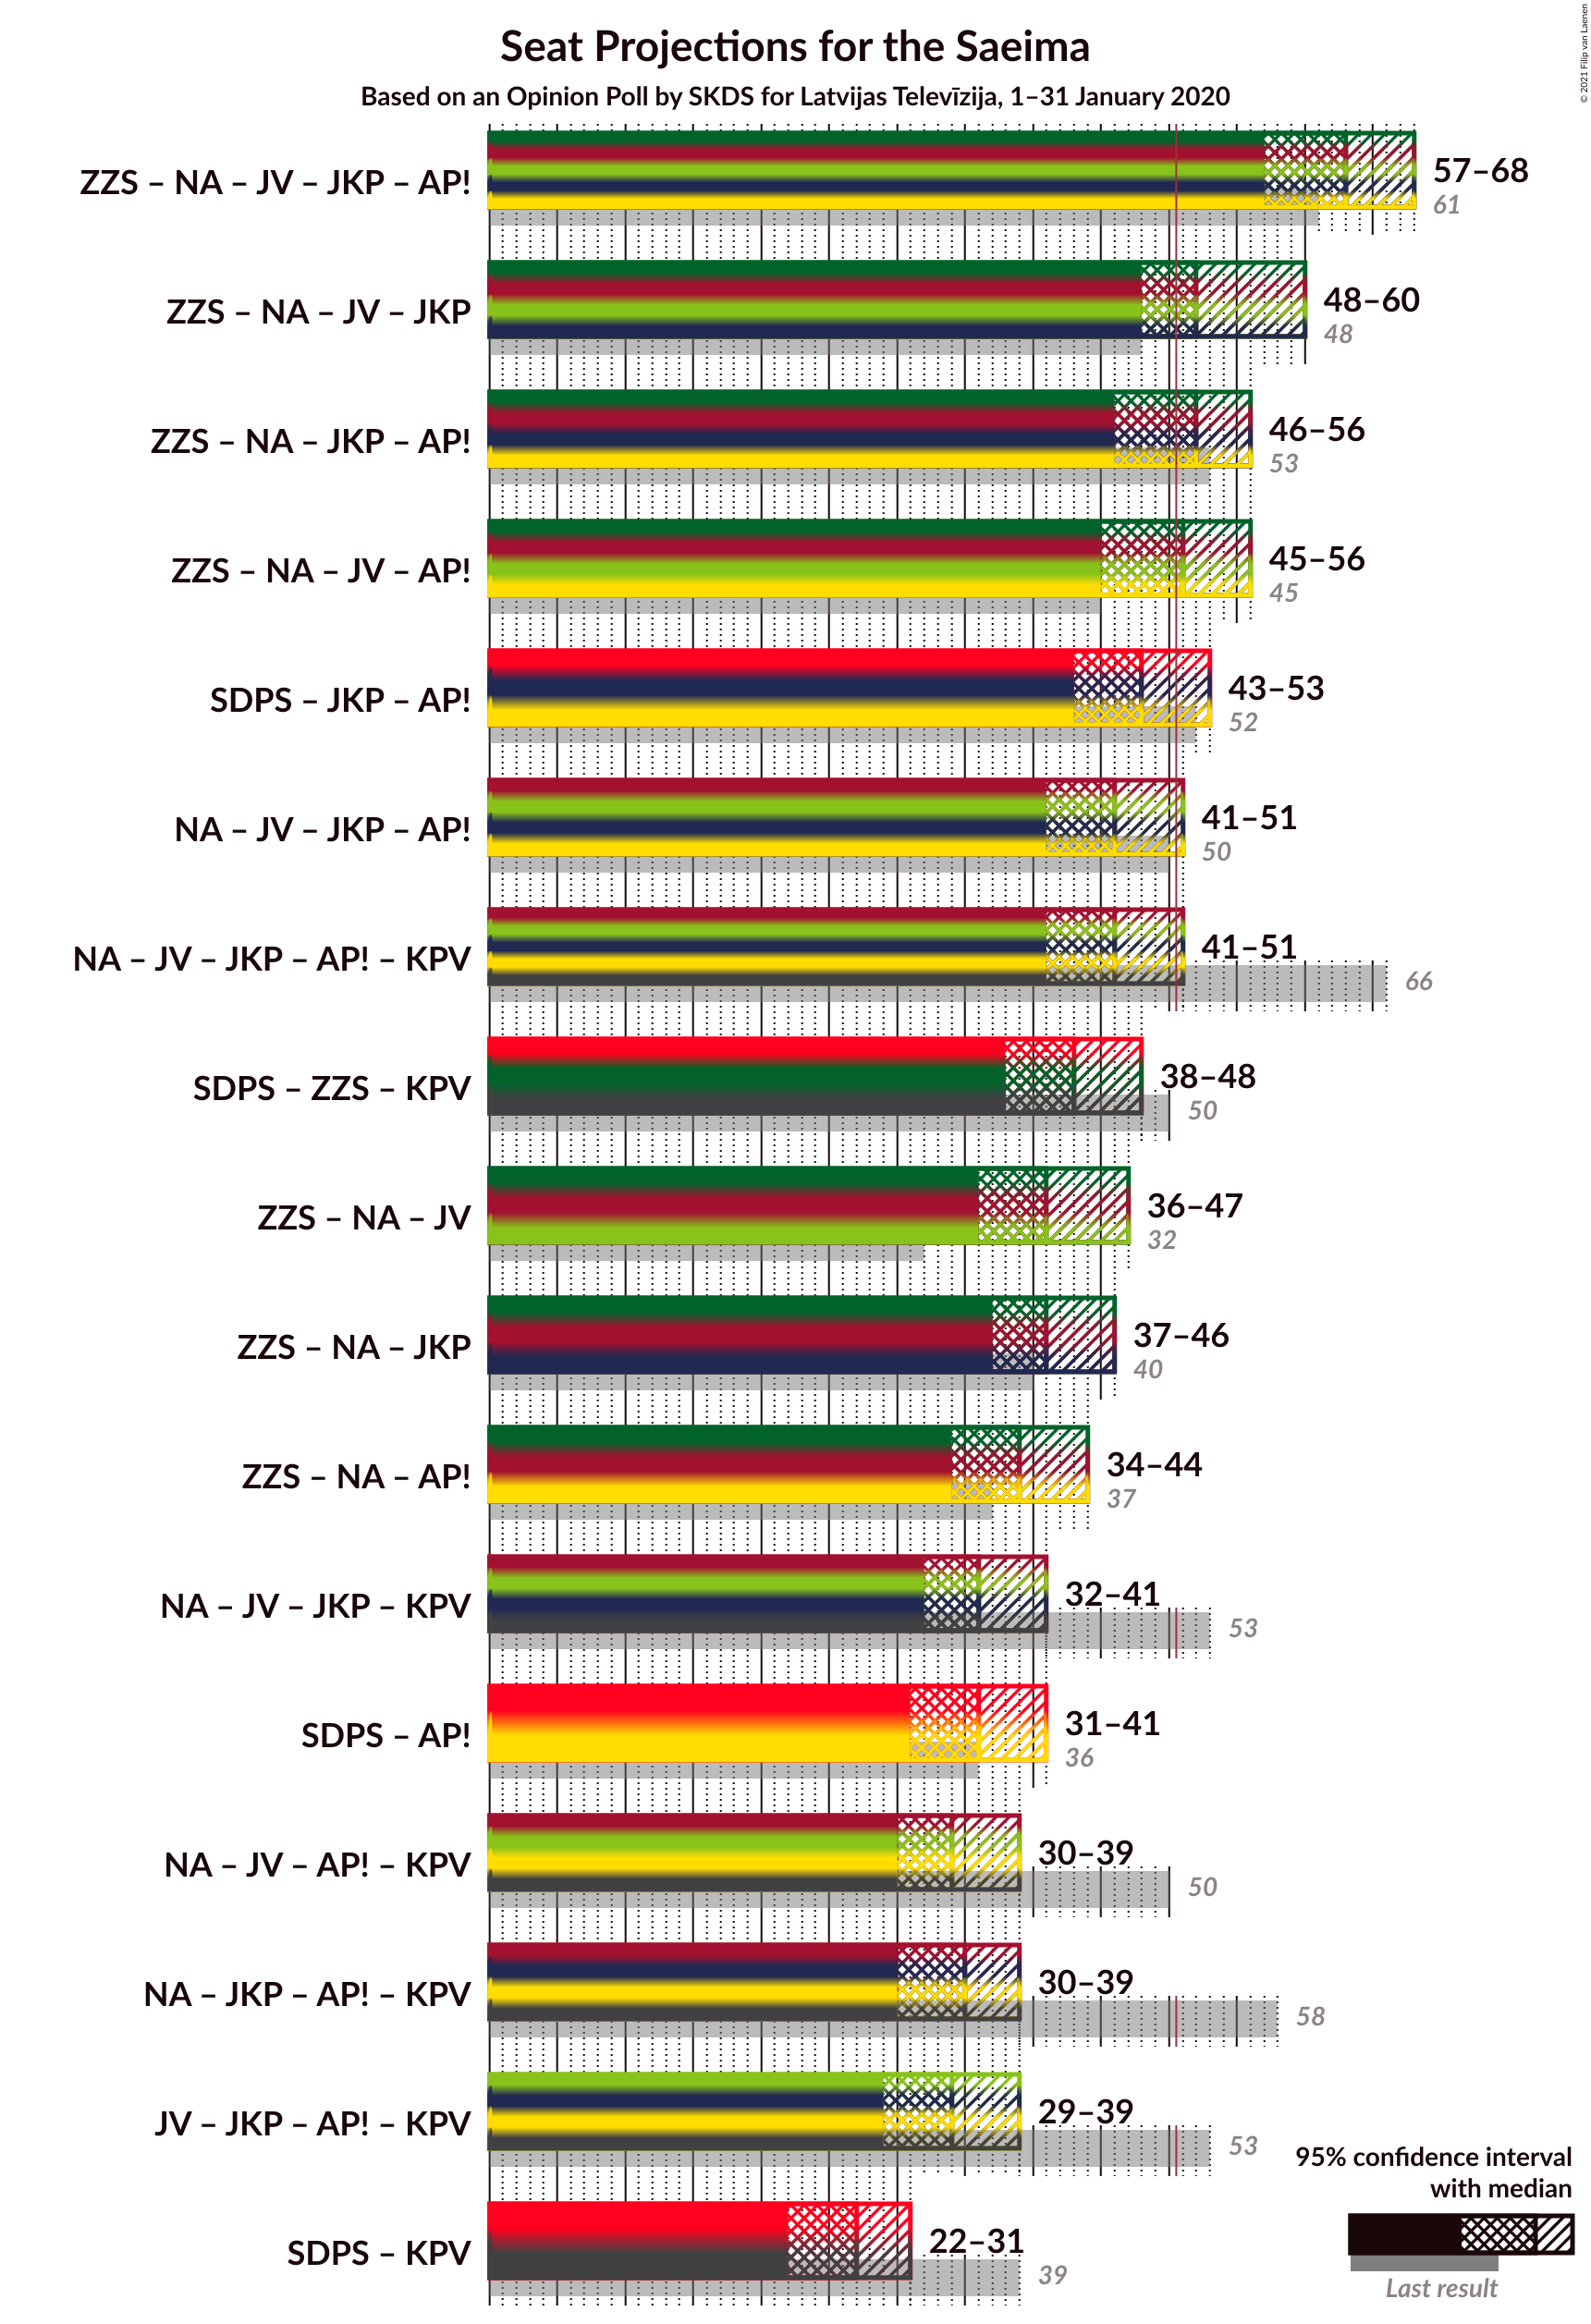 Seat Projections for the Saeima
Based on an Opinion Poll by SKDS for Latvijas Televīzija, 1–31 January 2020
© 2021 Filip van Laenen
ZZS – NA – JV – JKP – AP!
57–68
61
ZZS – NA – JV – JKP
48–60
48
ZZS – NA – JKP – AP!
46–56
53
ZZS – NA – JV – AP!
45–56
45
SDPS – JKP – AP!
43–53
52
NA – JV – JKP – AP!
41–51
50
NA – JV – JKP – AP! – KPV
41–51
66
SDPS – ZZS – KPV
38–48
50
ZZS – NA – JV
36–47
32
ZZS – NA – JKP
37–46
40
ZZS – NA – AP!
34–44
37
NA – JV – JKP – KPV
32–41
53
SDPS – AP!
31–41
36
NA – JV – AP! – KPV
30–39
50
NA – JKP – AP! – KPV
30–39
58
JV – JKP – AP! – KPV
29–39
53
SDPS – KPV
22–31
39
95% confidence interval
with median
Last result